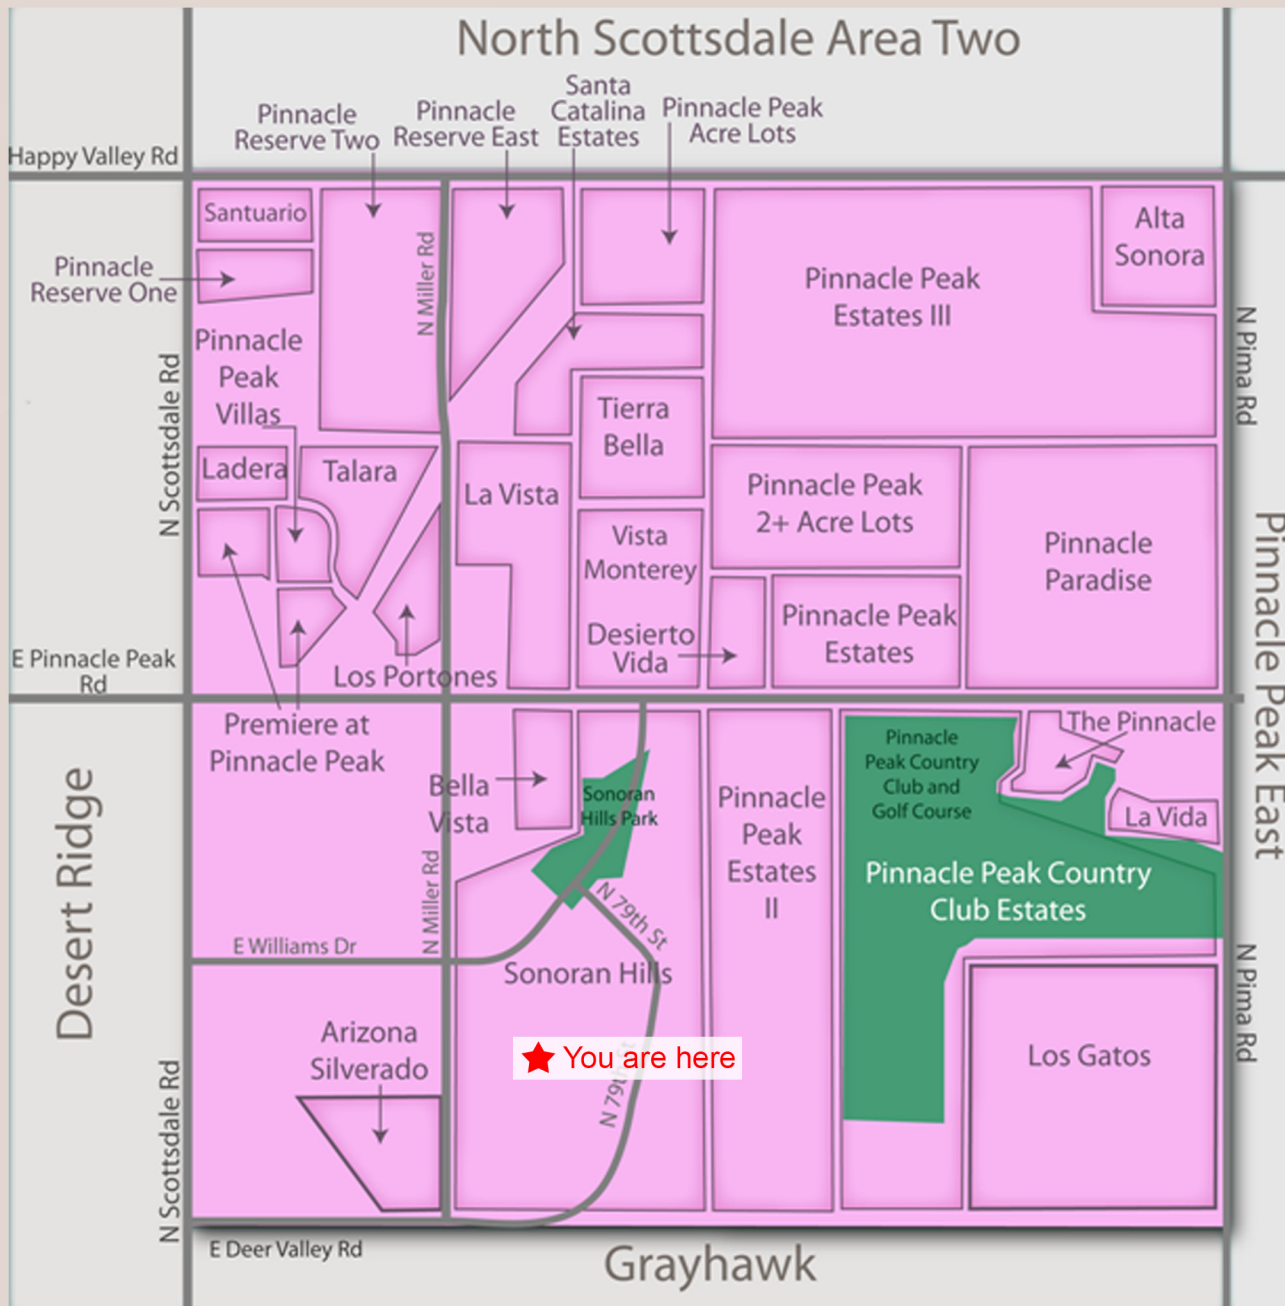 North Scottsdale Area Two
Santa
Catalina
Estates
Pinnacle
Reserve Two
Pinnacle
Reserve East
Pinnacle Peak
Acre Lots
Happy Valley Rd
Santuario
Pinnacle
Reserve One
N Miller Rd
Pinnacle Peak
Estates III
Alta
Sonora
N Pima Rd
Pinnacle
Peak
Villas
N Scottsdale Rd
Tierra
Bella
Ladera
Talara
La Vista
Pinnacle Peak
2+ Acre Lots
Pinnacle
Paradise
Vista
Monterey
Desierto
Vida
Pinnacle Peak
Estates
Pinnacle Peak East
E Pinnacle Peak
Rd
Los Portones
Premiere at
Pinnacle Peak
Bella
Vista
Sonoran
Hills Park
Pinnacle
Peak
Estates
II
Pinnacle
Peak Country
Club and
Golf Course
The Pinnacle
La Vida
Pinnacle Peak Country
Club Estates
Desert Ridge
N Miller Rd
N 79th St
E Williams Dr
Sonoran Hills
N Pima Rd
Arizona
Silverado
You are here
N 79th St
Los Gatos
N Scottsdale Rd
E Deer Valley Rd
Grayhawk